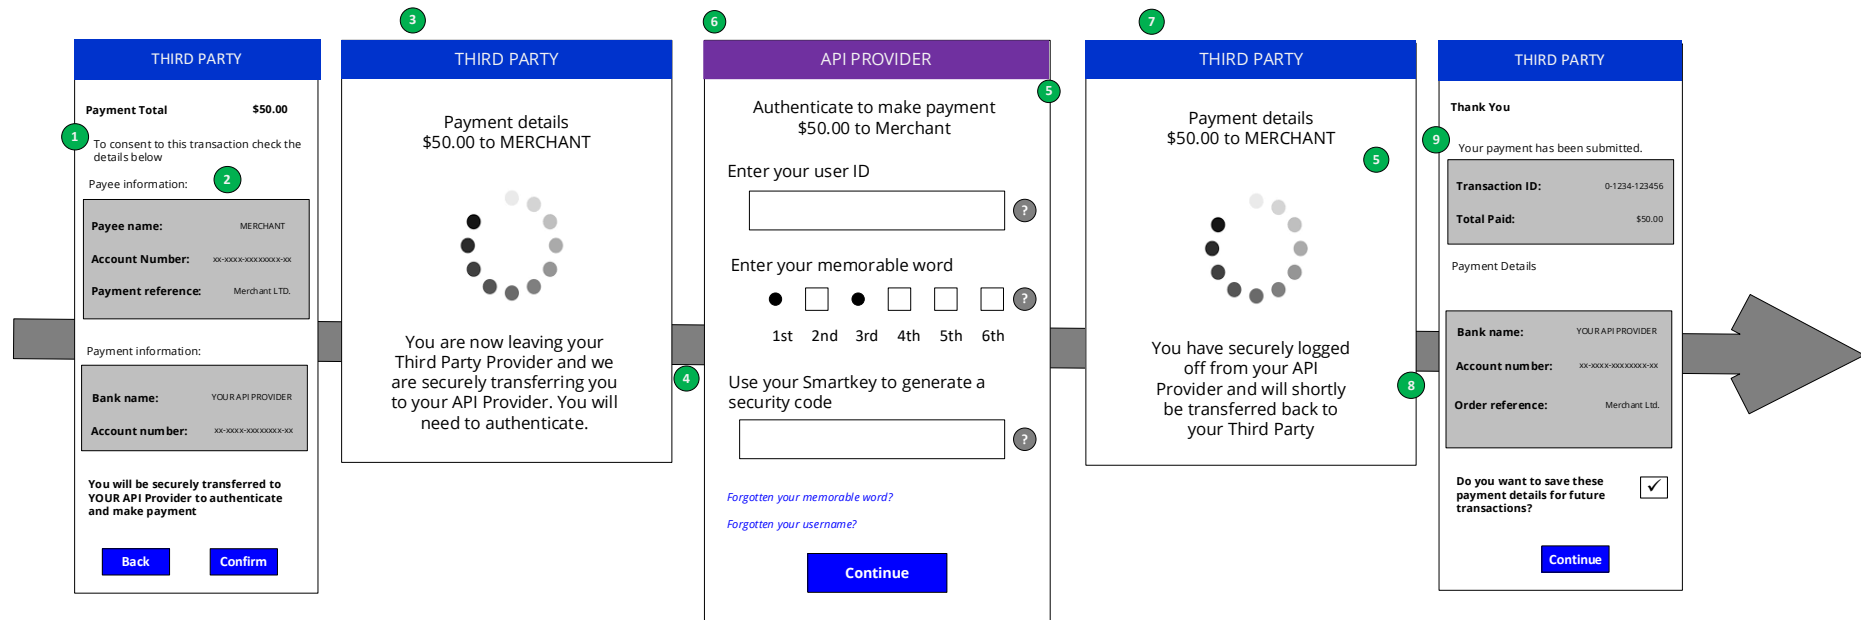 3
6
7
THIRD PARTY
Payment Total $50.00
1
To consent to this transaction check the
details below
Payee information:
2
Payee name: MERCHANT
Account Number: xx-xxxx-xxxxxxxx-xx
Payment reference: Merchant LTD.
Payment information:
Bank name: YOUR API PROVIDER
Account number: xx-xxxx-xxxxxxxx-xx
You will be securely transferred to
YOUR API Provider to authenticate
and make payment
Back Confirm
THIRD PARTY
Payment details
$50.00 to MERCHANT
You are now leaving your
Third Party Provider and we
are securely transferring you
to your API Provider. You will
need to authenticate.
4
API PROVIDER
5
Authenticate to make payment
$50.00 to Merchant
Enter your user ID
?
Enter your memorable word
?
1st 2nd 3rd 4th 5th 6th
Use your Smartkey to generate a
security code
?
Forgotten your memorable word?
Forgotten your username?
Continue
THIRD PARTY
Payment details
$50.00 to MERCHANT
5
You have securely logged
off from your API
Provider and will shortly
be transferred back to
your Third Party
8
THIRD PARTY
Thank You
9
Your payment has been submitted.
Transaction ID: 0-1234-123456
Total Paid: $50.00
Payment Details
Bank name: YOUR API PROVIDER
Account number: xx-xxxx-xxxxxxxx-xx
Order reference: Merchant Ltd.
Do you want to save these
payment details for future
transactions?
Continue